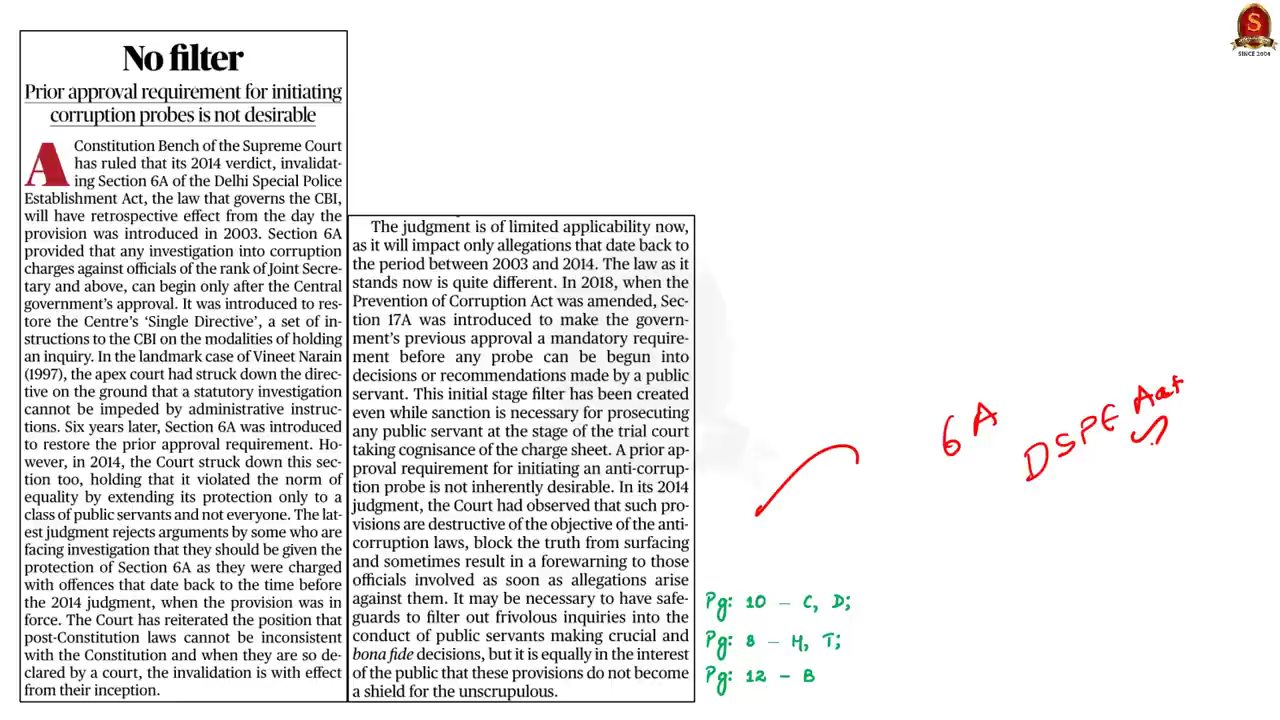 No filter
Prior approval requirement for initiating
corruption probes is not desirable
A Constitution Bench of the Supreme Court
has ruled that its 2014 verdict, invalidat-
ing Section 6A of the Delhi Special Police
Establishment Act, the law that governs the CBI,
will have retrospective effect from the day the
provision was introduced in 2003. Section 6A
provided that any investigation into corruption
charges against officials of the rank of Joint Secre-
tary and above, can begin only after the Central
government's approval. It was introduced to res-
tore the Centre's 'Single Directive', a set of in-
structions to the CBI on the modalities of holding
an inquiry. In the landmark case of Vineet Narain
(1997), the apex court had struck down the direc-
tive on the ground that a statutory investigation
cannot be impeded by administrative instruc-
tions. Six years later, Section 6A was introduced
to restore the prior approval requirement. Ho-
wever, in 2014, the Court struck down this sec-
tion too, holding that it violated the norm of
equality by extending its protection only to a
class of public servants and not everyone. The lat-
est judgment rejects arguments by some who are
facing investigation that they should be given the
protection of Section 6A as they were charged
with offences that date back to the time before
the 2014 judgment, when the provision was in
force. The Court has reiterated the position that
post-Constitution laws cannot be inconsistent
with the Constitution and when they are so de-
clared by a court, the invalidation is with effect
from their inception.
The judgment is of limited applicability now,
as it will impact only allegations that date back to
the period between 2003 and 2014. The law as it
stands now is quite different. In 2018, when the
Prevention of Corruption Act was amended, Sec-
tion 17A was introduced to make the govern-
ment's previous approval a mandatory require-
ment before any probe can be begun into
decisions or recommendations made by a public
servant. This initial stage filter has been created
even while sanction is necessary for prosecuting
any public servant at the stage of the trial court
taking cognisance of the charge sheet. A prior ap-
proval requirement for initiating an anti-corrup-
tion probe is not inherently desirable. In its 2014
judgment, the Court had observed that such pro-
visions are destructive of the objective of the anti-
corruption laws, block the truth from surfacing
and sometimes result in a forewarning to those
officials involved as soon as allegations arise
against them. It may be necessary to have safe-
guards to filter out frivolous inquiries into the
conduct of public servants making crucial and
bona fide decisions, but it is equally in the interest
of the public that these provisions do not become
a shield for the unscrupulous.
6A
DSPE Act
Pg: 10 - C, D;
Pg: 8 - H, T;
Pg: 12 - B
S
SINCE 2004